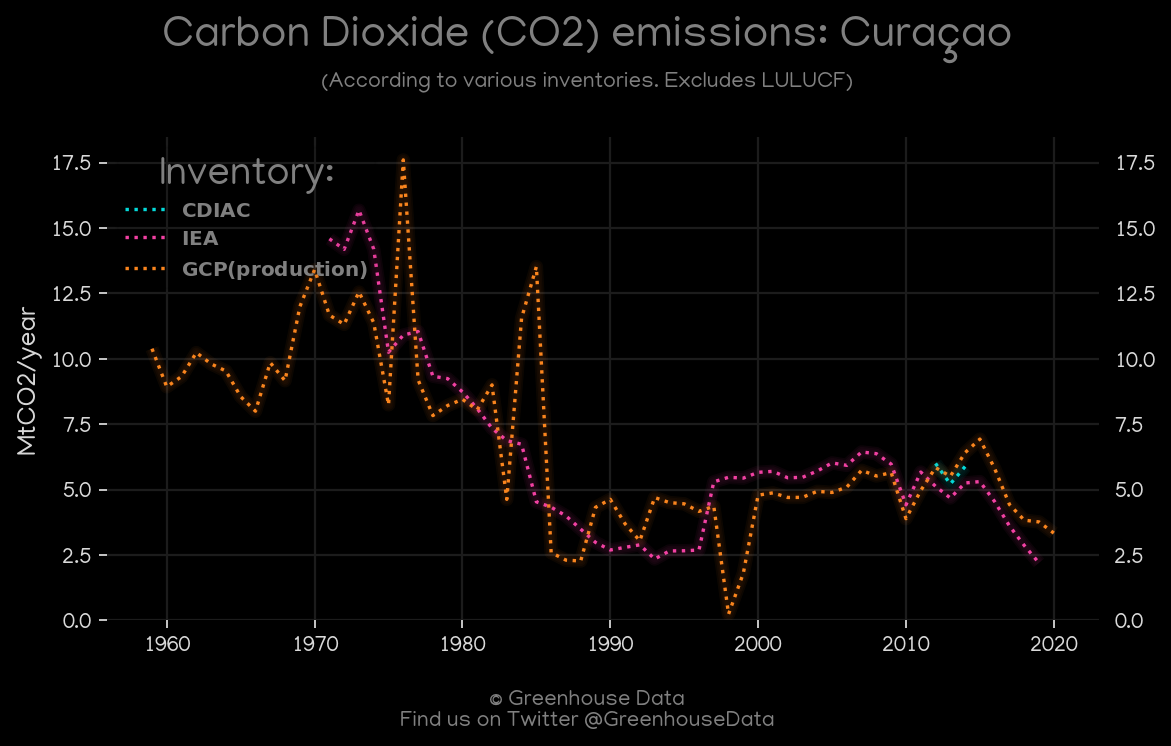 Carbon Dioxide (CO2) emissions: Curaçao
(According to various inventories. Excludes LULUCF)
Inventory:
CDIAC
IEA
GCP(production)
MtCO2/year
17.5
15.0
12.5
10.0
7.5
5.0
2.5
0.0
17.5
15.0
12.5
10.0
7.5
5.0
2.5
0.0
1960 1970 1980 1990 2000 2010 2020
© Greenhouse Data
Find us on Twitter @GreenhouseData